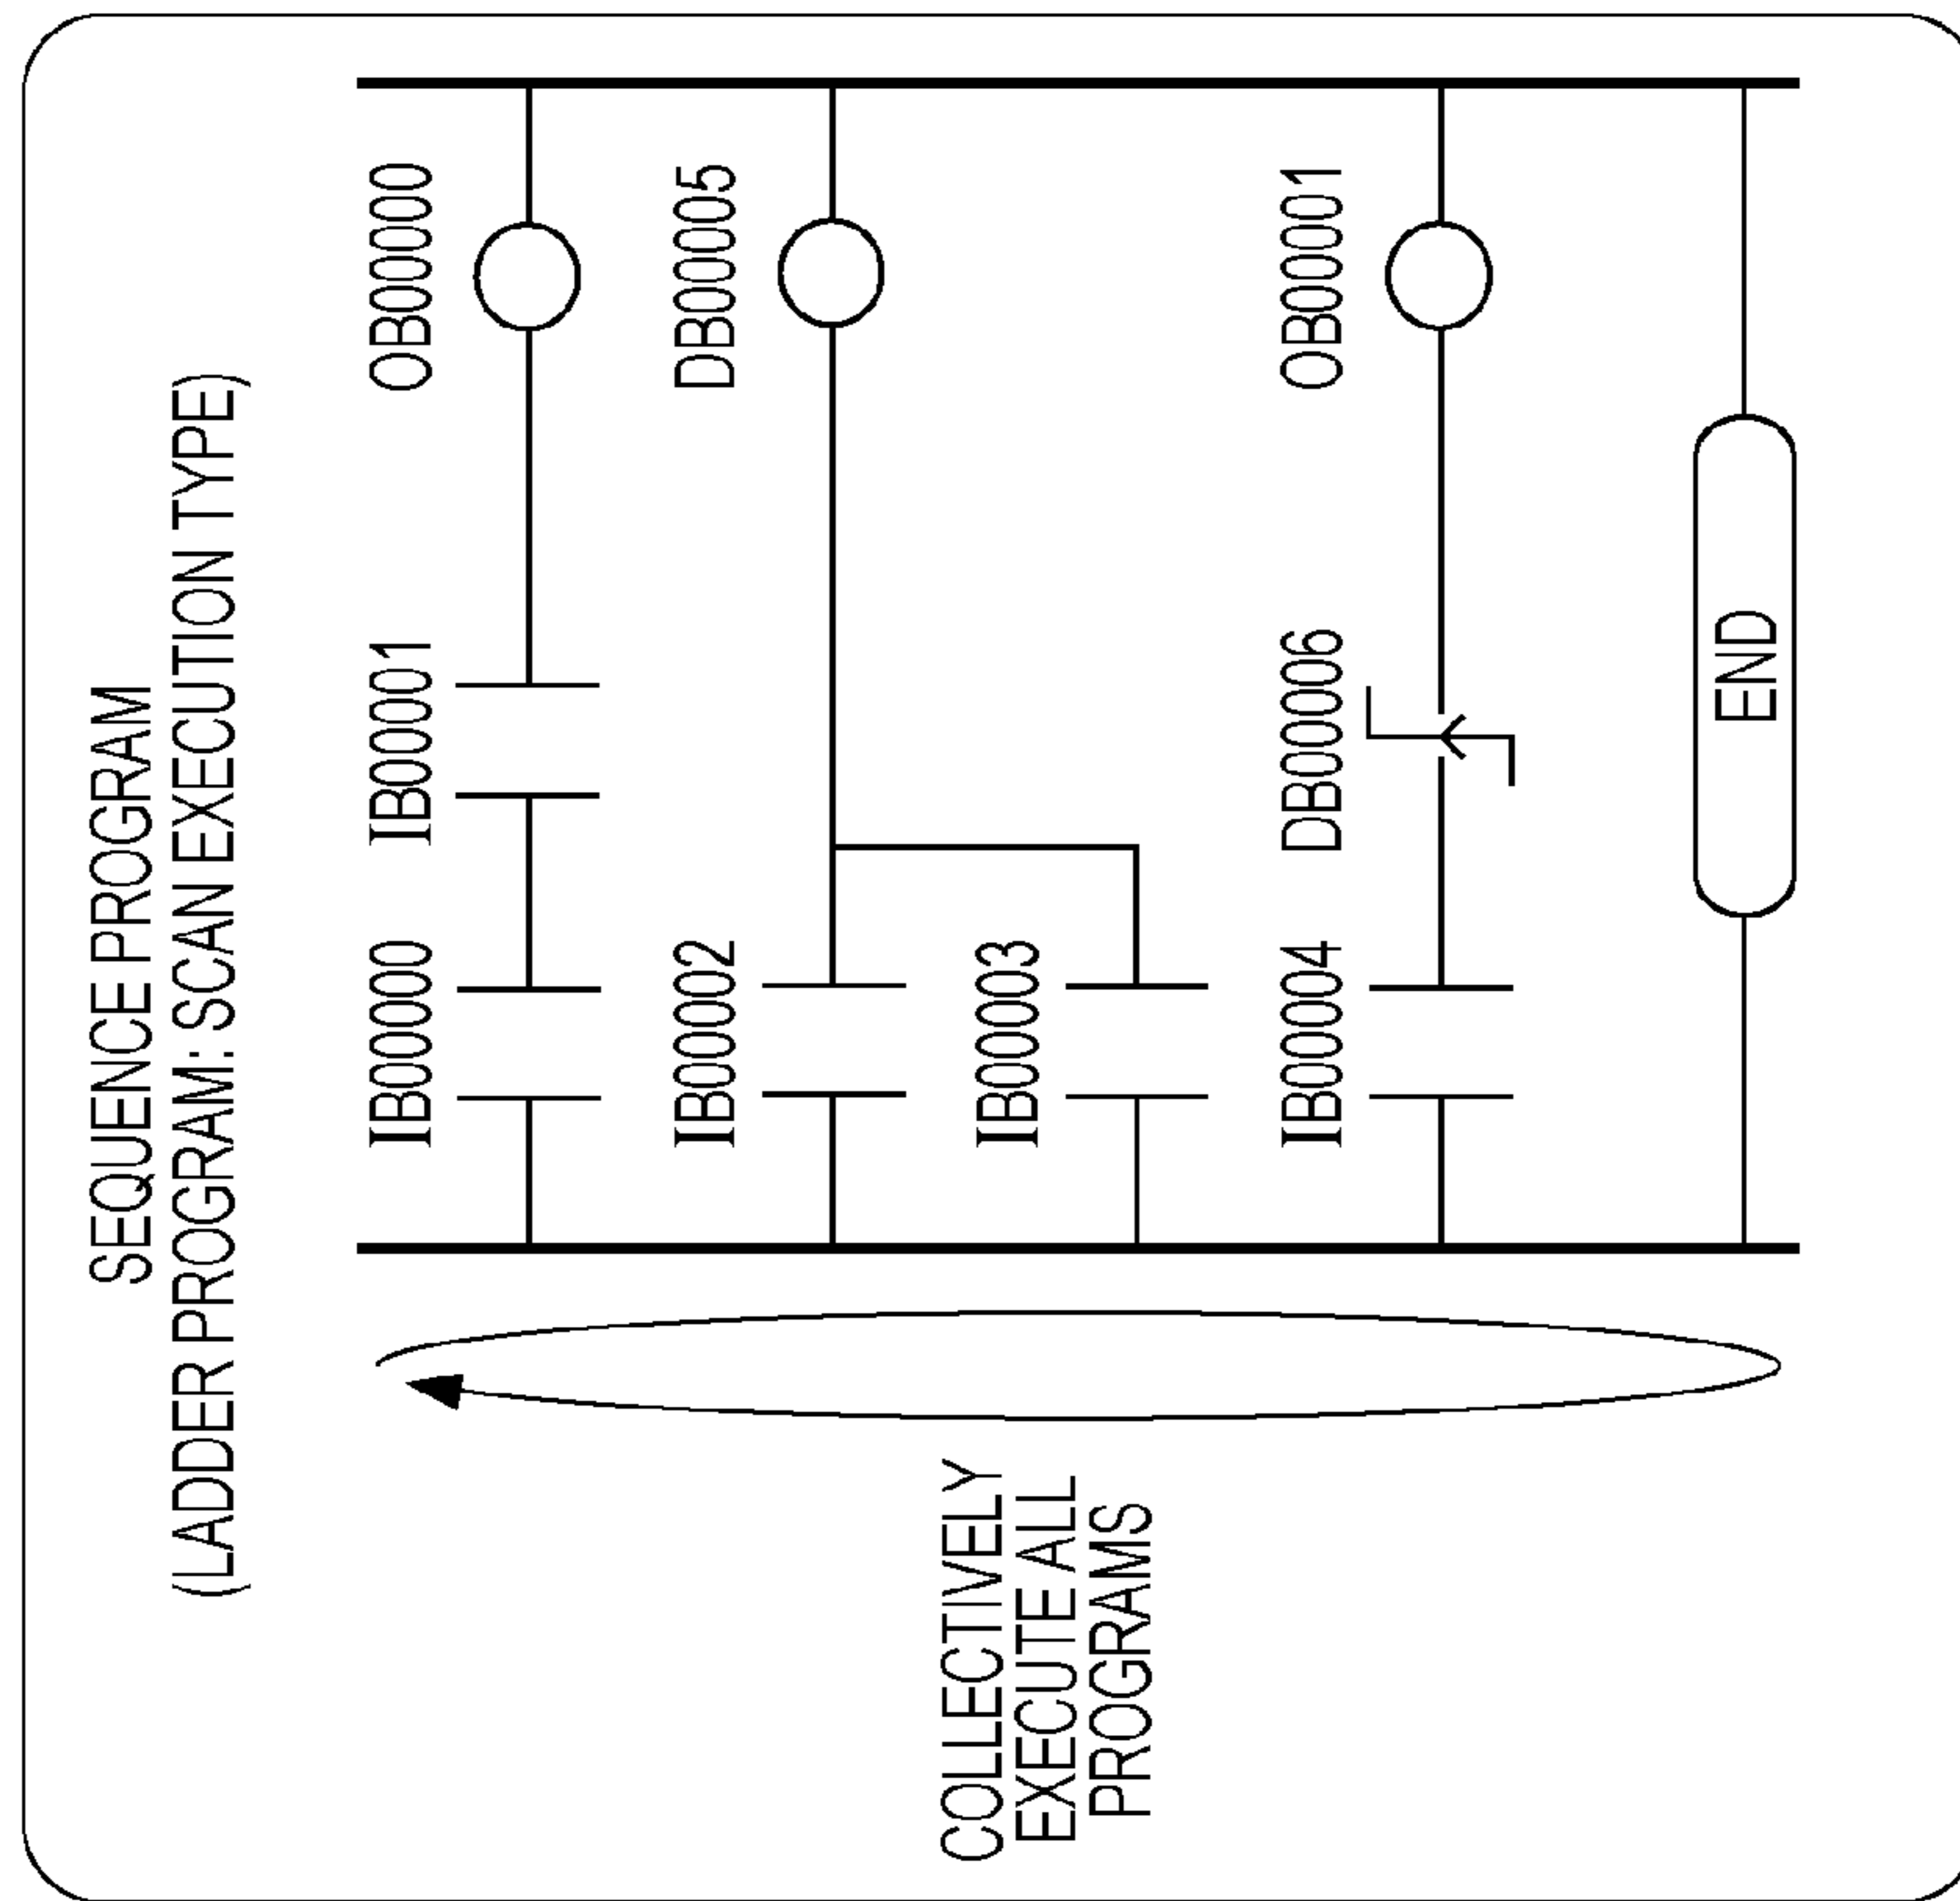 SEQUENCE PROGRAM
(LADDER PROGRAM: SCAN EXECUTION TYPE)
IB00000 IB00001 OB00000
IB00002 DB00005
IB00003
IB00004 DB00006 OB00001
END
COLLECTIVELY
EXECUTE ALL
PROGRAMS